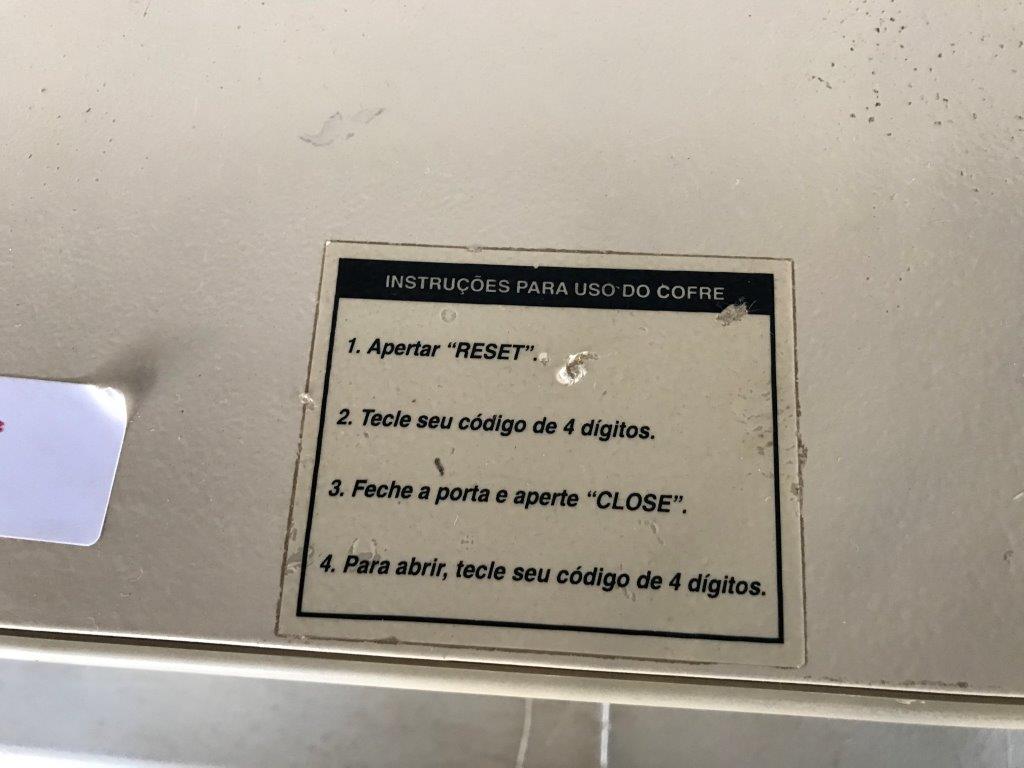 INSTRUÇÕES PARA USO DO COFRE
1. Apertar “RESET”.
2. Tecle seu código de 4 dígitos.
3. Feche a porta e aperte “CLOSE”.
4. Para abrir, tecle seu código de 4 dígitos.